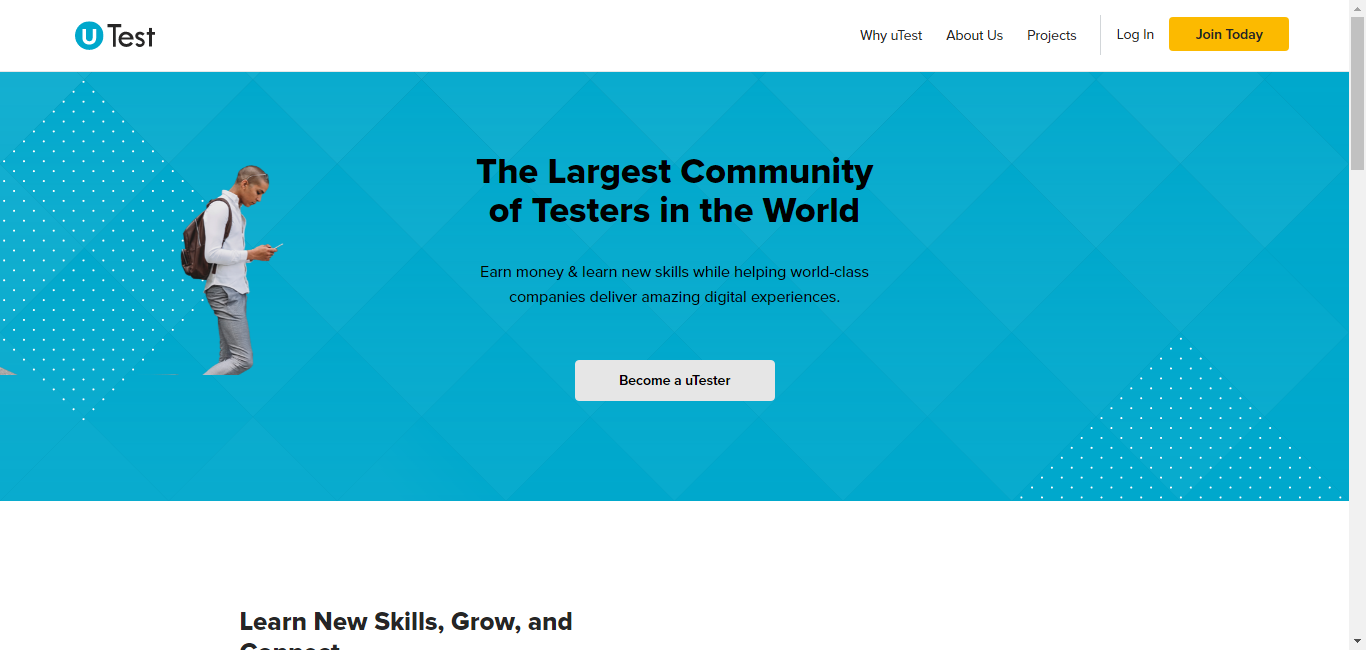 uTest
Why uTest
About Us
Projects
Log In
Join Today
The Largest Community
of Testers in the World
Earn money & learn new skills while helping world-class
companies deliver amazing digital experiences.
Become a uTester
Learn New Skills, Grow, and
Connect